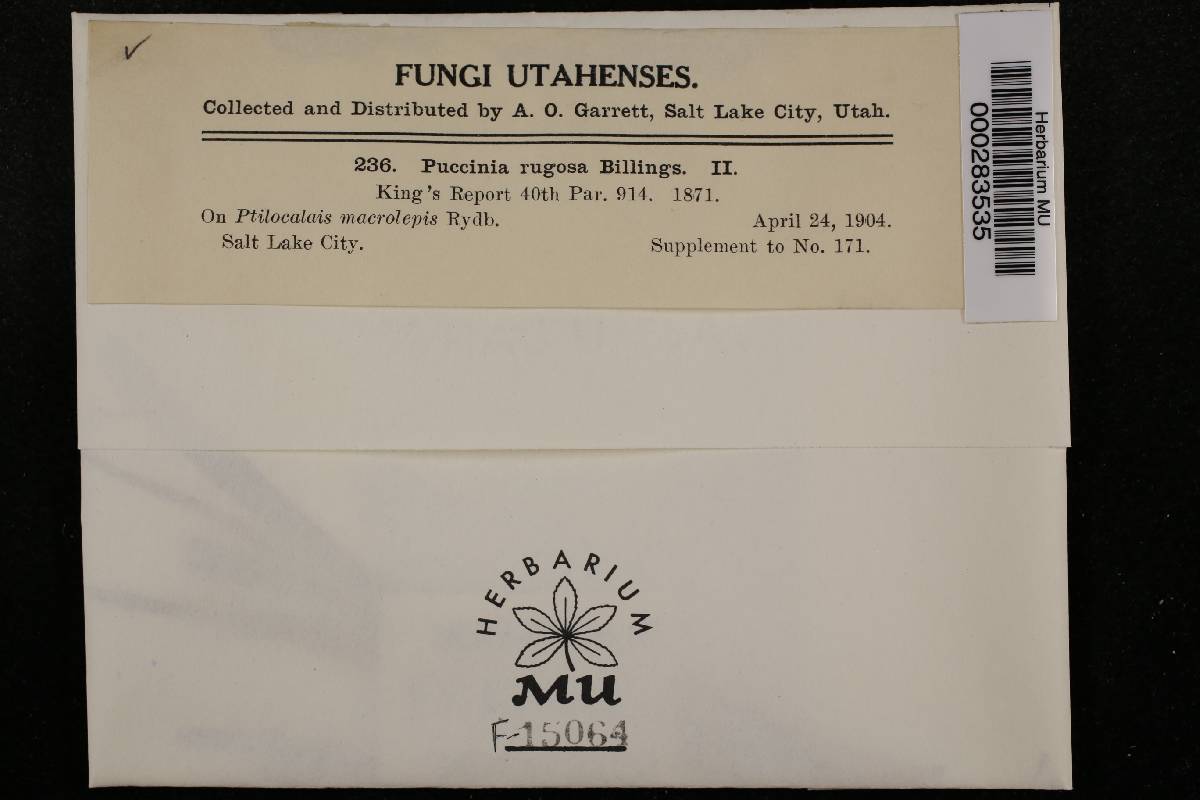 FUNGI UTAHENSES.
Collected and Distributed by A. O. Garrett, Salt Lake City, Utah.
236. Puccinia rugosa Billings. II.
King's Report 40th Par. 914. 1871.
On Ptilocalais macrolepis Rydb. April 24, 1904.
Salt Lake City. Supplement to No. 171.
Herbarium MU
000283535
HERBARIUM
MU
F-15064